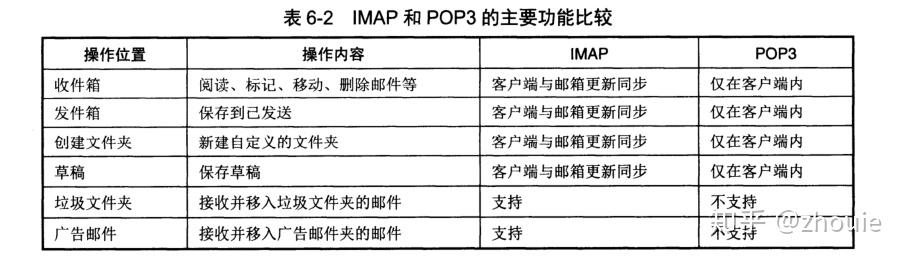 表 6-2 IMAP 和 POP3 的主要功能比较
操作位置 操作内容 IMAP POP3
收件箱 阅读、标记、移动、删除邮件等 客户端与邮箱更新同步 仅在客户端内
发件箱 保存到已发送 客户端与邮箱更新同步 仅在客户端内
创建文件夹 新建自定义的文件夹 客户端与邮箱更新同步 仅在客户端内
草稿 保存草稿 客户端与邮箱更新同步 仅在客户端内
垃圾文件夹 接收并移入垃圾文件夹的邮件 支持 不支持
广告邮件 接收并移入广告邮件夹的邮件 支持 不支持
知乎 @zhouie